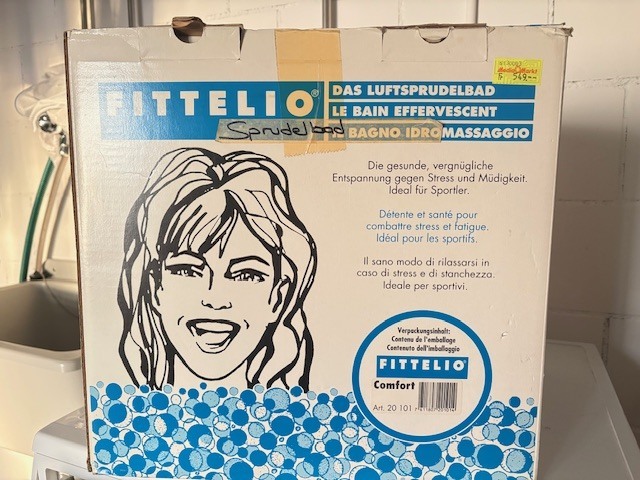 MediaMarkt
549.--
FITTELIO®
DAS LUFTSPRUDELBAD
LE BAIN EFFERVESCENT
BAGNO IDROMASSAGGIO
Sprudelbad
Die gesunde, vergnügliche
Entspannung gegen Stress und Müdigkeit.
Ideal für Sportler.
Détente et santé pour
combattre stress et fatigue.
Idéal pour les sportifs.
Il sano modo di rilassarsi in
caso di stress e di stanchezza.
Ideale per sportivi.
Verpackungsinhalt:
Contenu de l'emballage
Contenuto dell'imballaggio
FITTELIO®
Comfort
Art. 20 101